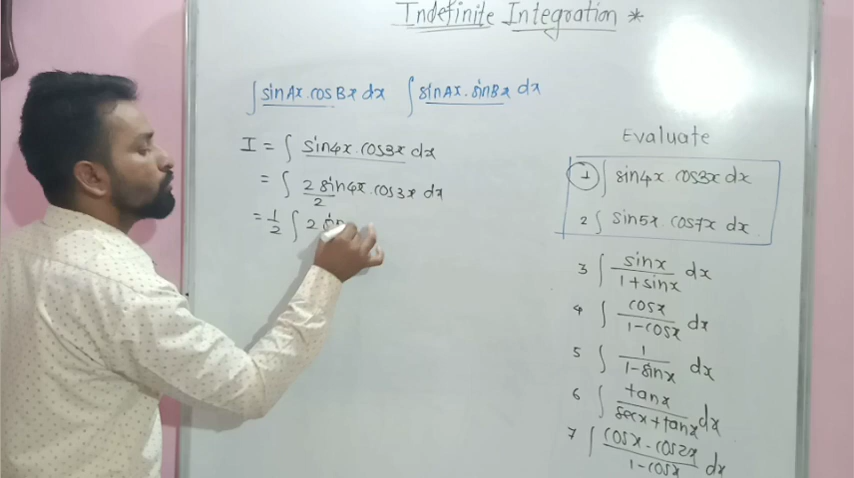 Indefinite Integration *
∫ sinAx.cosBx dx ∫ sinAx.sinBx dx
I = ∫ sin4x.cos3x dx
= ∫ 2 sin4x.cos3x dx
2
= 1/2 ∫ 2 sin
Evaluate
1 ∫ sin4x cos3x dx
2 ∫ sin5x.cos7x dx
3 ∫ sinx / 1+sinx dx
4 ∫ cosx / 1-cosx dx
5 ∫ 1 / 1-sinx dx
6 ∫ tanx / secx+tanx dx
7 ∫ cosx-cos2x / 1-cosx dx